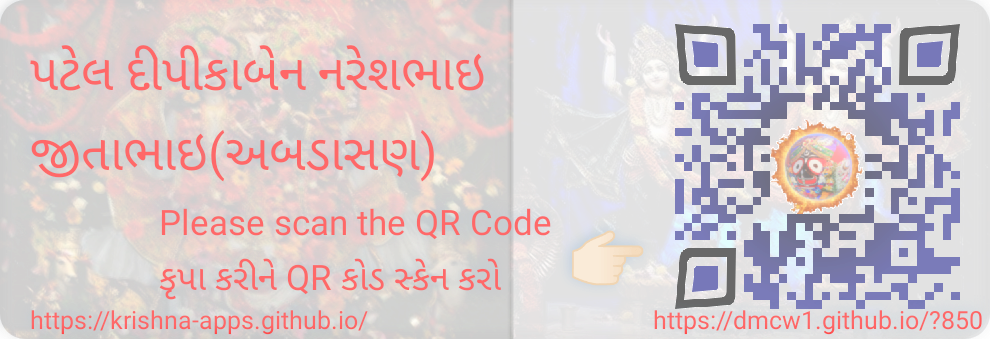 પટેલ દીપીકાબેન નરેશભાઇ
જીતાભાઇ(અબડાસણ)
Please scan the QR Code
કૃપા કરીને QR કોડ સ્કેન કરો
https://krishna-apps.github.io/
https://dmcw1.github.io/?850